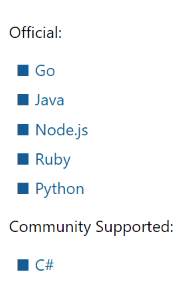 Official:
Go
Java
Node.js
Ruby
Python
Community Supported:
C#